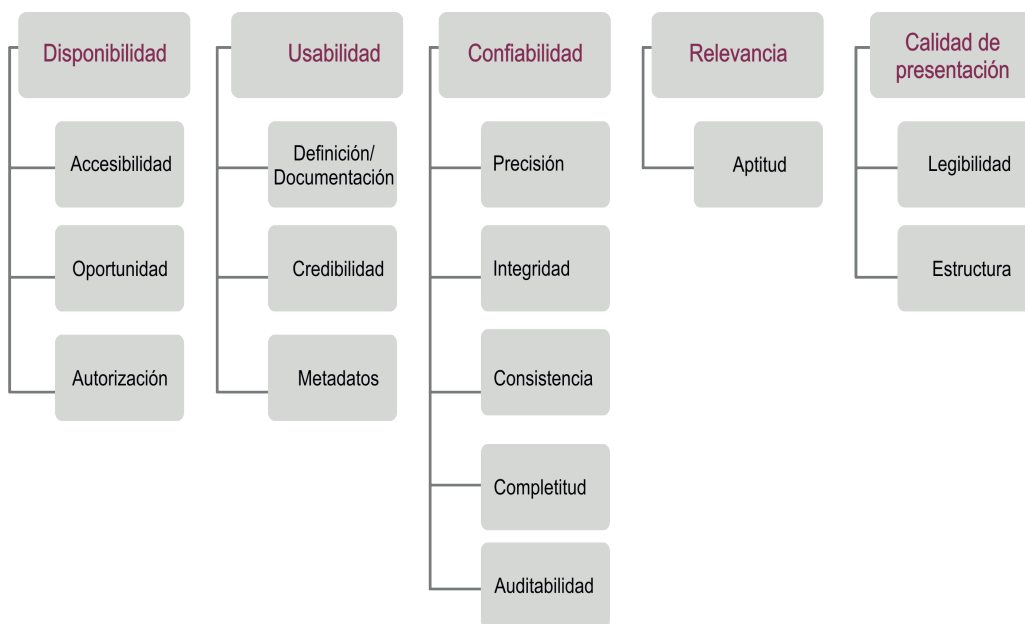 Disponibilidad
Accesibilidad
Oportunidad
Autorización
Usabilidad
Definición/
Documentación
Credibilidad
Metadatos
Confiabilidad
Precisión
Integridad
Consistencia
Completitud
Auditabilidad
Relevancia
Aptitud
Calidad de
presentación
Legibilidad
Estructura